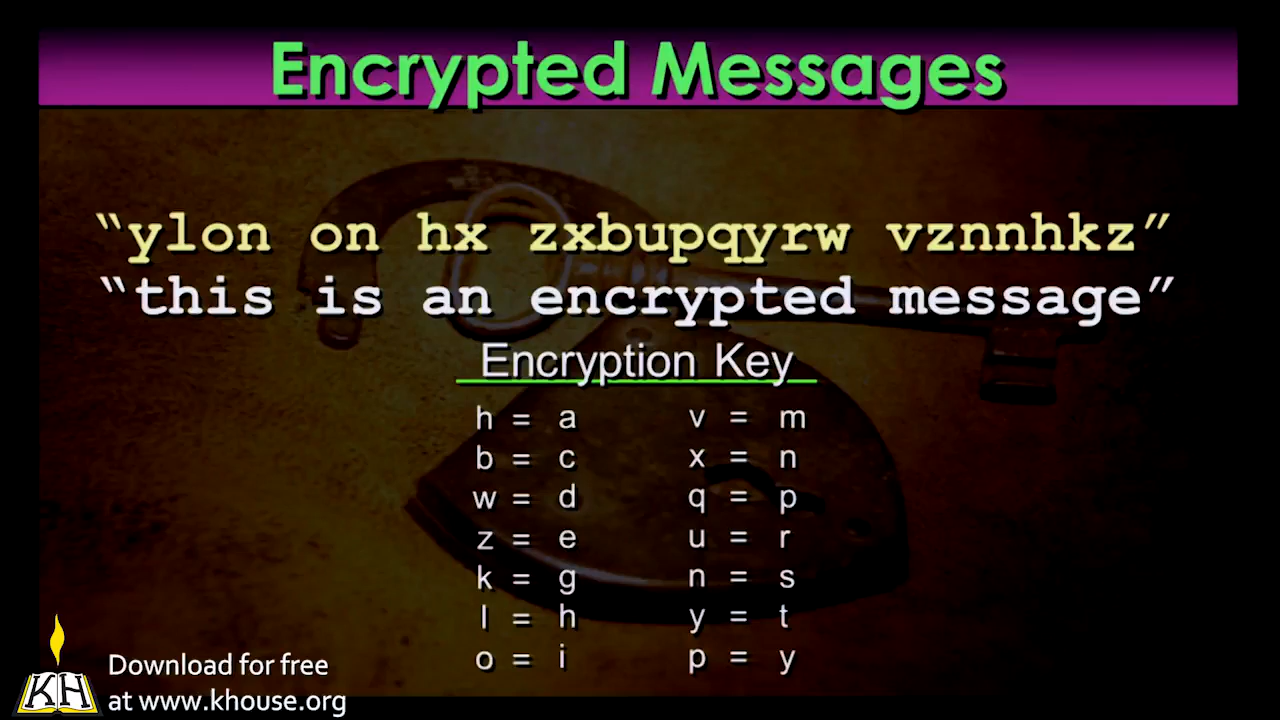 Encrypted Messages
“ylon on hx zxbupqyrw vznnhkz”
“this is an encrypted message”
Encryption Key
h = a v = m
b = c x = n
w = d q = p
z = e u = r
k = g n = s
l = h y = t
o = i p = y
KH
Download for free
at www.khouse.org